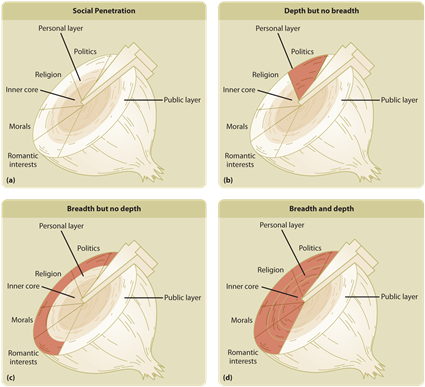 Social Penetration
Personal layer
Politics
Religion
Inner core
Public layer
Morals
Romantic
interests
(a)
Depth but no breadth
Personal layer
Politics
Religion
Inner core
Public layer
Morals
Romantic
interests
(b)
Breadth but no depth
Personal layer
Politics
Religion
Inner core
Public layer
Morals
Romantic
interests
(c)
Breadth and depth
Personal layer
Politics
Religion
Inner core
Public layer
Morals
Romantic
interests
(d)